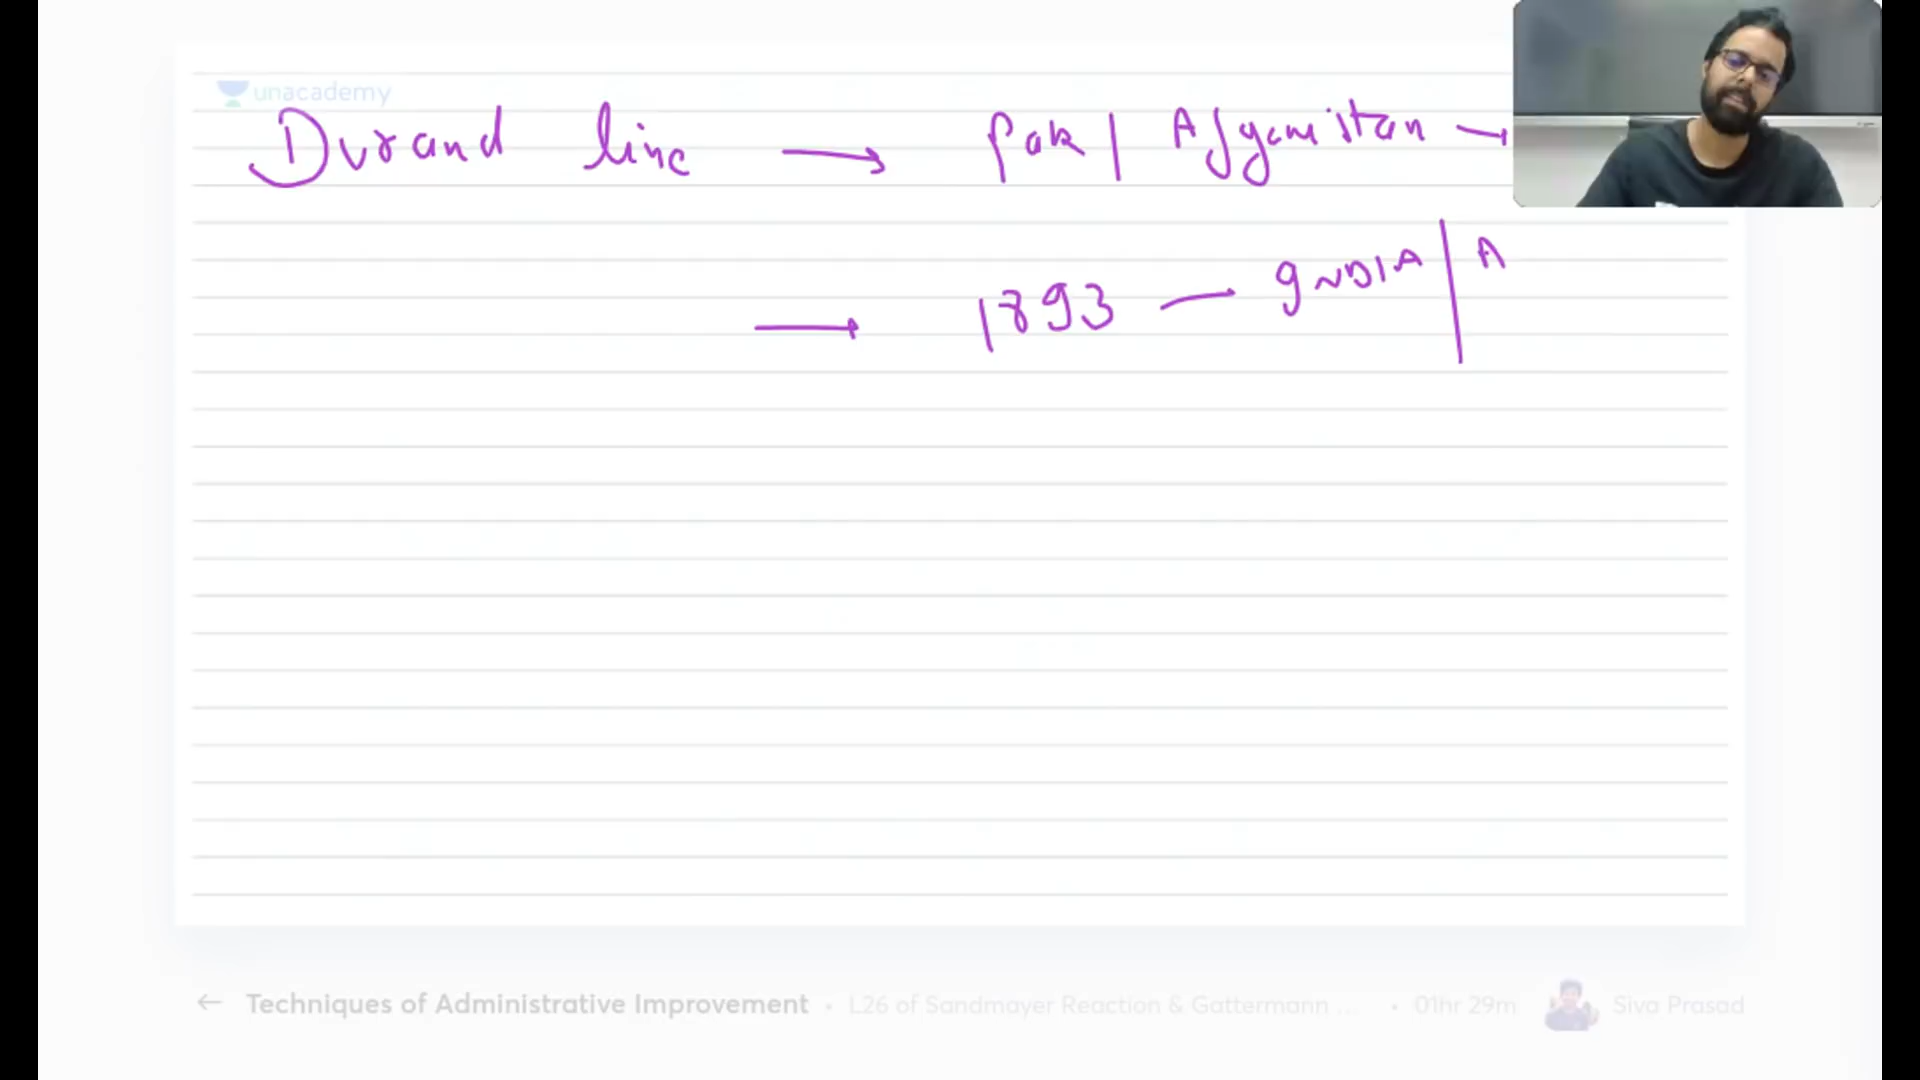 unacademy
Durand line → Pak | Afganistan →
→ 1893 — INDIA | A
← Techniques of Administrative Improvement • L26 of Sandmayer Reaction & Gattermann ... • 01hr 29m Siva Prasad